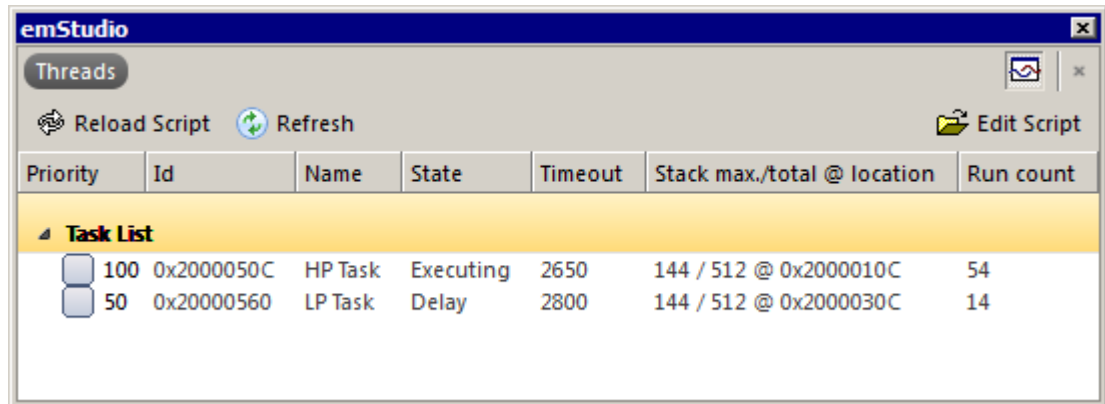 emStudio
Threads
Reload Script Refresh Edit Script
Priority Id Name State Timeout Stack max./total @ location Run count
Task List
100 0x2000050C HP Task Executing 2650 144 / 512 @ 0x2000010C 54
50 0x20000560 LP Task Delay 2800 144 / 512 @ 0x2000030C 14